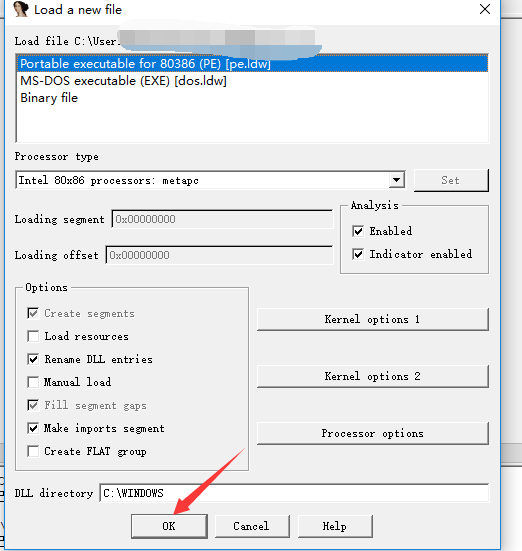 Load a new file
Load file C:\User
Portable executable for 80386 (PE) [pe.ldw]
MS-DOS executable (EXE) [dos.ldw]
Binary file
Processor type
Intel 80x86 processors: metapc
Set
Loading segment 0x00000000
Loading offset 0x00000000
Analysis
Enabled
Indicator enabled
Options
Create segments
Load resources
Rename DLL entries
Manual load
Fill segment gaps
Make imports segment
Create FLAT group
Kernel options 1
Kernel options 2
Processor options
DLL directory C:\WINDOWS
OK Cancel Help